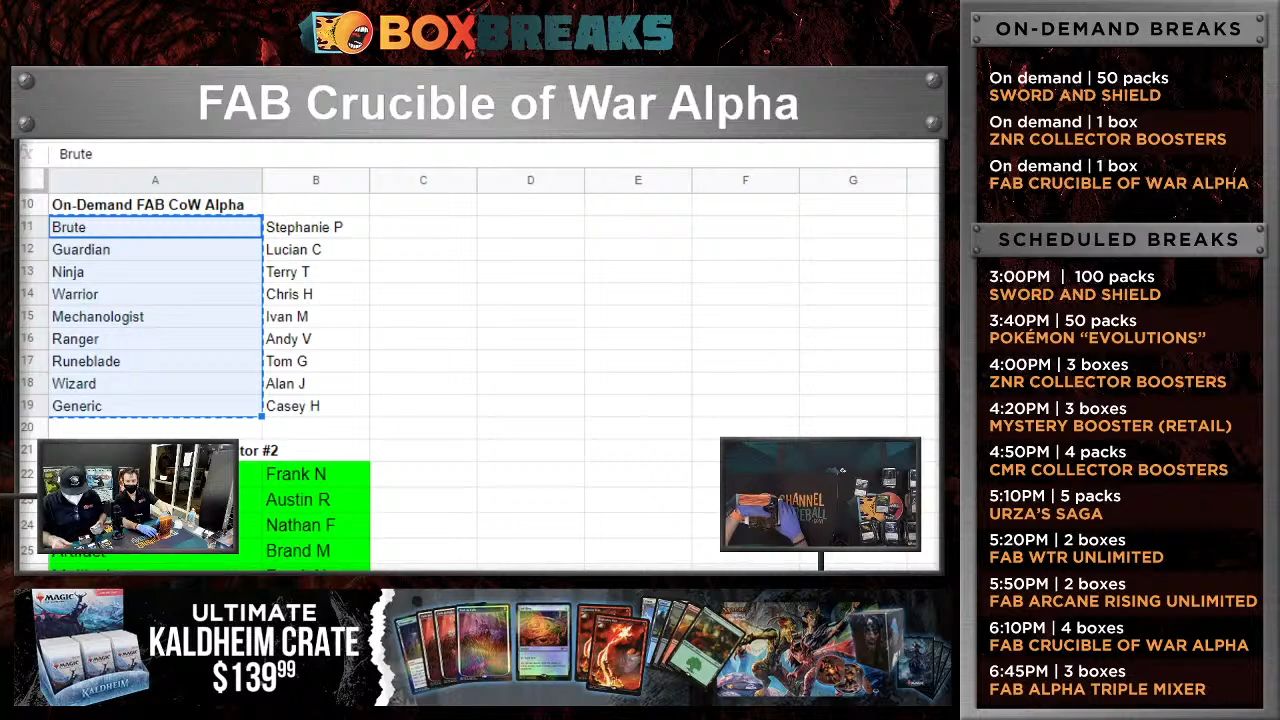 BOXBREAKS
FAB Crucible of War Alpha
Brute
A B C D E F G
10 On-Demand FAB CoW Alpha
11 Brute Stephanie P
12 Guardian Lucian C
13 Ninja Terry T
14 Warrior Chris H
15 Mechanologist Ivan M
16 Ranger Andy V
17 Runeblade Tom G
18 Wizard Alan J
19 Generic Casey H
20
21 tor #2
22 Frank N
Austin R
24 Nathan F
25 Brand M
CHANNEL
MAGIC
KALDHEIM
ULTIMATE
KALDHEIM CRATE
$13999
ON-DEMAND BREAKS
On demand | 50 packs
SWORD AND SHIELD
On demand | 1 box
ZNR COLLECTOR BOOSTERS
On demand | 1 box
FAB CRUCIBLE OF WAR ALPHA
SCHEDULED BREAKS
3:00PM | 100 packs
SWORD AND SHIELD
3:40PM | 50 packs
POKÉMON “EVOLUTIONS”
4:00PM | 3 boxes
ZNR COLLECTOR BOOSTERS
4:20PM | 3 boxes
MYSTERY BOOSTER (RETAIL)
4:50PM | 4 packs
CMR COLLECTOR BOOSTERS
5:10PM | 5 packs
URZA’S SAGA
5:20PM | 2 boxes
FAB WTR UNLIMITED
5:50PM | 2 boxes
FAB ARCANE RISING UNLIMITED
6:10PM | 4 boxes
FAB CRUCIBLE OF WAR ALPHA
6:45PM | 3 boxes
FAB ALPHA TRIPLE MIXER